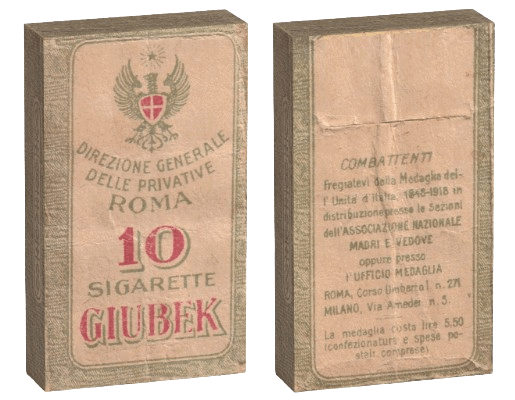 DIREZIONE GENERALE
DELLE PRIVATIVE
ROMA
10
SIGARETTE
GIUBEK
COMBATTENTI
fregiatevi della Medaglia del-
l'Unità d'Italia, 1848-1918 in
distribuzione presso le Sezioni
dell'ASSOCIAZIONE NAZIONALE
MADRI E VEDOVE
oppure presso
l'UFFICIO MEDAGLIA
ROMA, Corso Umberto I. n. 271
MILANO, Via Amedei n. 5.
La medaglia costa lire 5,50
(confezionatura e spese po-
stali, comprese)